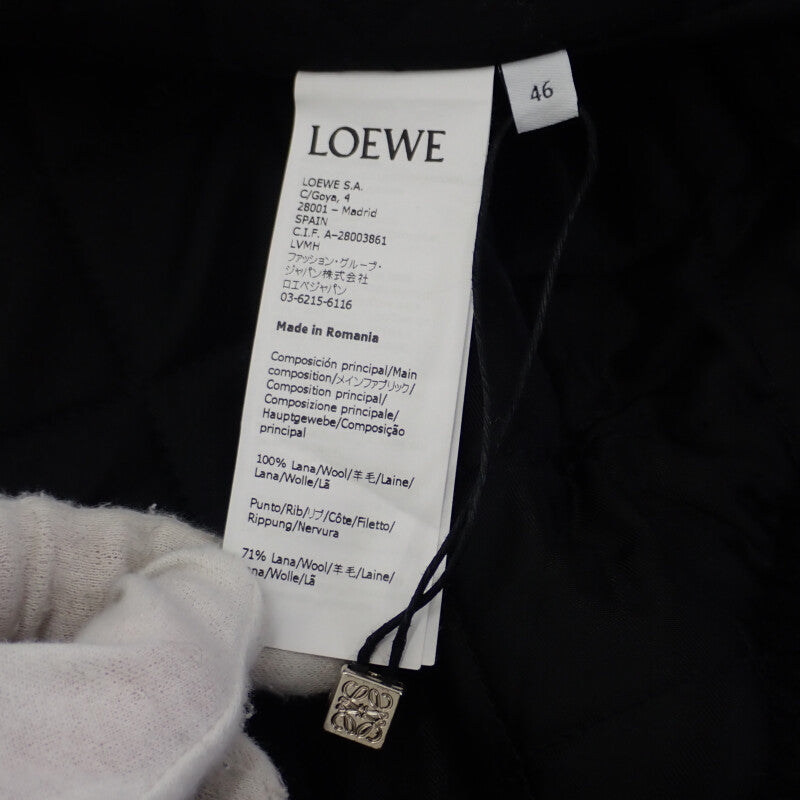 46
LOEWE
LOEWE S.A.
C/Goya, 4
28001 – Madrid
SPAIN
C.I.F. A-28003861
LVMH
ファッション・グループ・
ジャパン株式会社
ロエベジャパン
03-6215-6116
Made in Romania
Composición principal/Main
composition/メインファブリック/
Composition principal/
Composizione principale/
Hauptgewebe/Composição
principal
100% Lana/Wool/羊毛/Laine/
Lana/Wolle/Lã
Punto/Rib/リブ/Côte/Filetto/
Rippung/Nervura
71% Lana/Wool/羊毛/Laine/
ana/Wolle/Lã